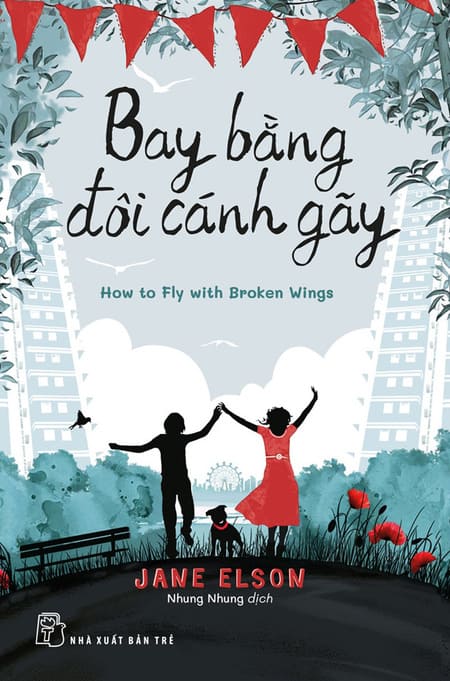 Bay bằng
đôi cánh gãy
How to Fly with Broken Wings
JANE ELSON
Nhung Nhung dịch
NHÀ XUẤT BẢN TRẺ